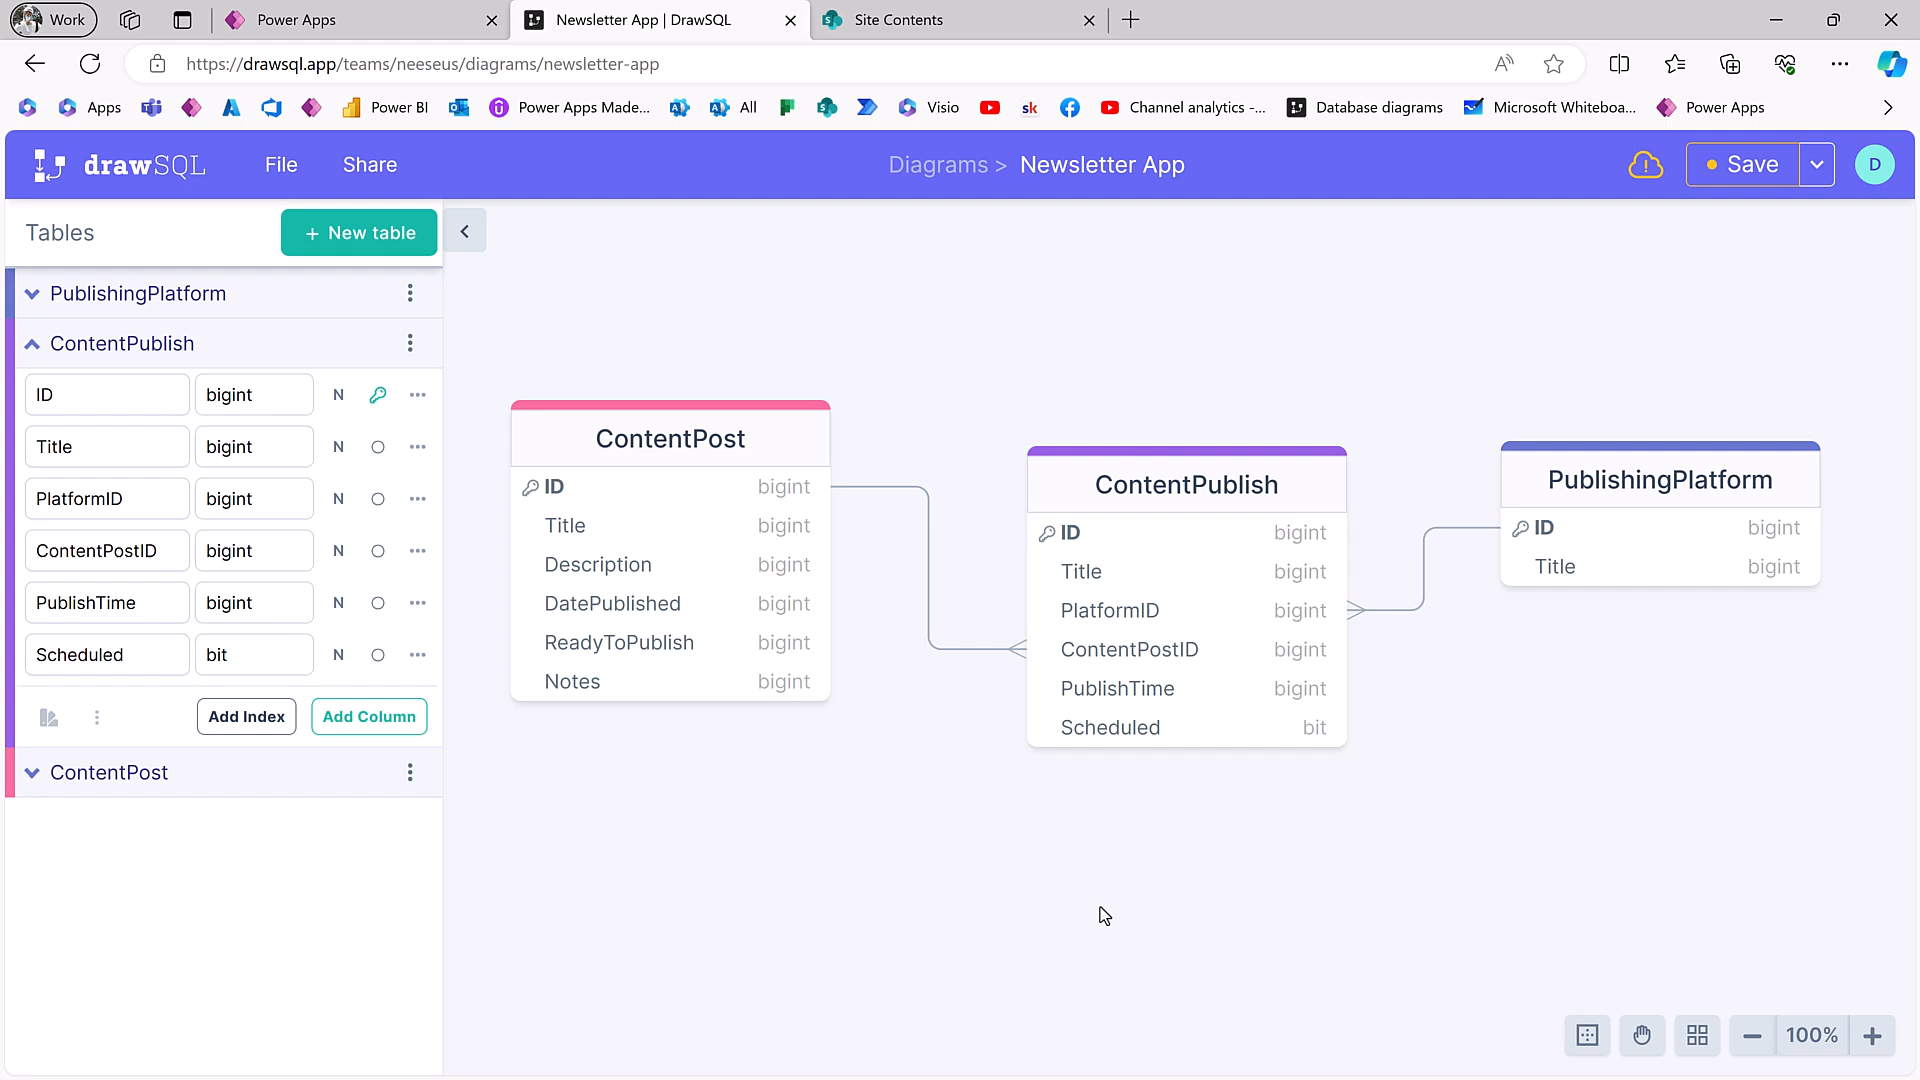 Work
Power Apps
Newsletter App | DrawSQL
Site Contents
https://drawsql.app/teams/neeseus/diagrams/newsletter-app
Apps
Power BI
Power Apps Made...
All
Visio
sk
Channel analytics -...
Database diagrams
Microsoft Whiteboa...
Power Apps
drawSQL
File
Share
Diagrams > Newsletter App
Save
D
Tables
+ New table
PublishingPlatform
ContentPublish
ID bigint N
Title bigint N
PlatformID bigint N
ContentPostID bigint N
PublishTime bigint N
Scheduled bit N
Add Index
Add Column
ContentPost
ContentPost
ID bigint
Title bigint
Description bigint
DatePublished bigint
ReadyToPublish bigint
Notes bigint
ContentPublish
ID bigint
Title bigint
PlatformID bigint
ContentPostID bigint
PublishTime bigint
Scheduled bit
PublishingPlatform
ID bigint
Title bigint
100%